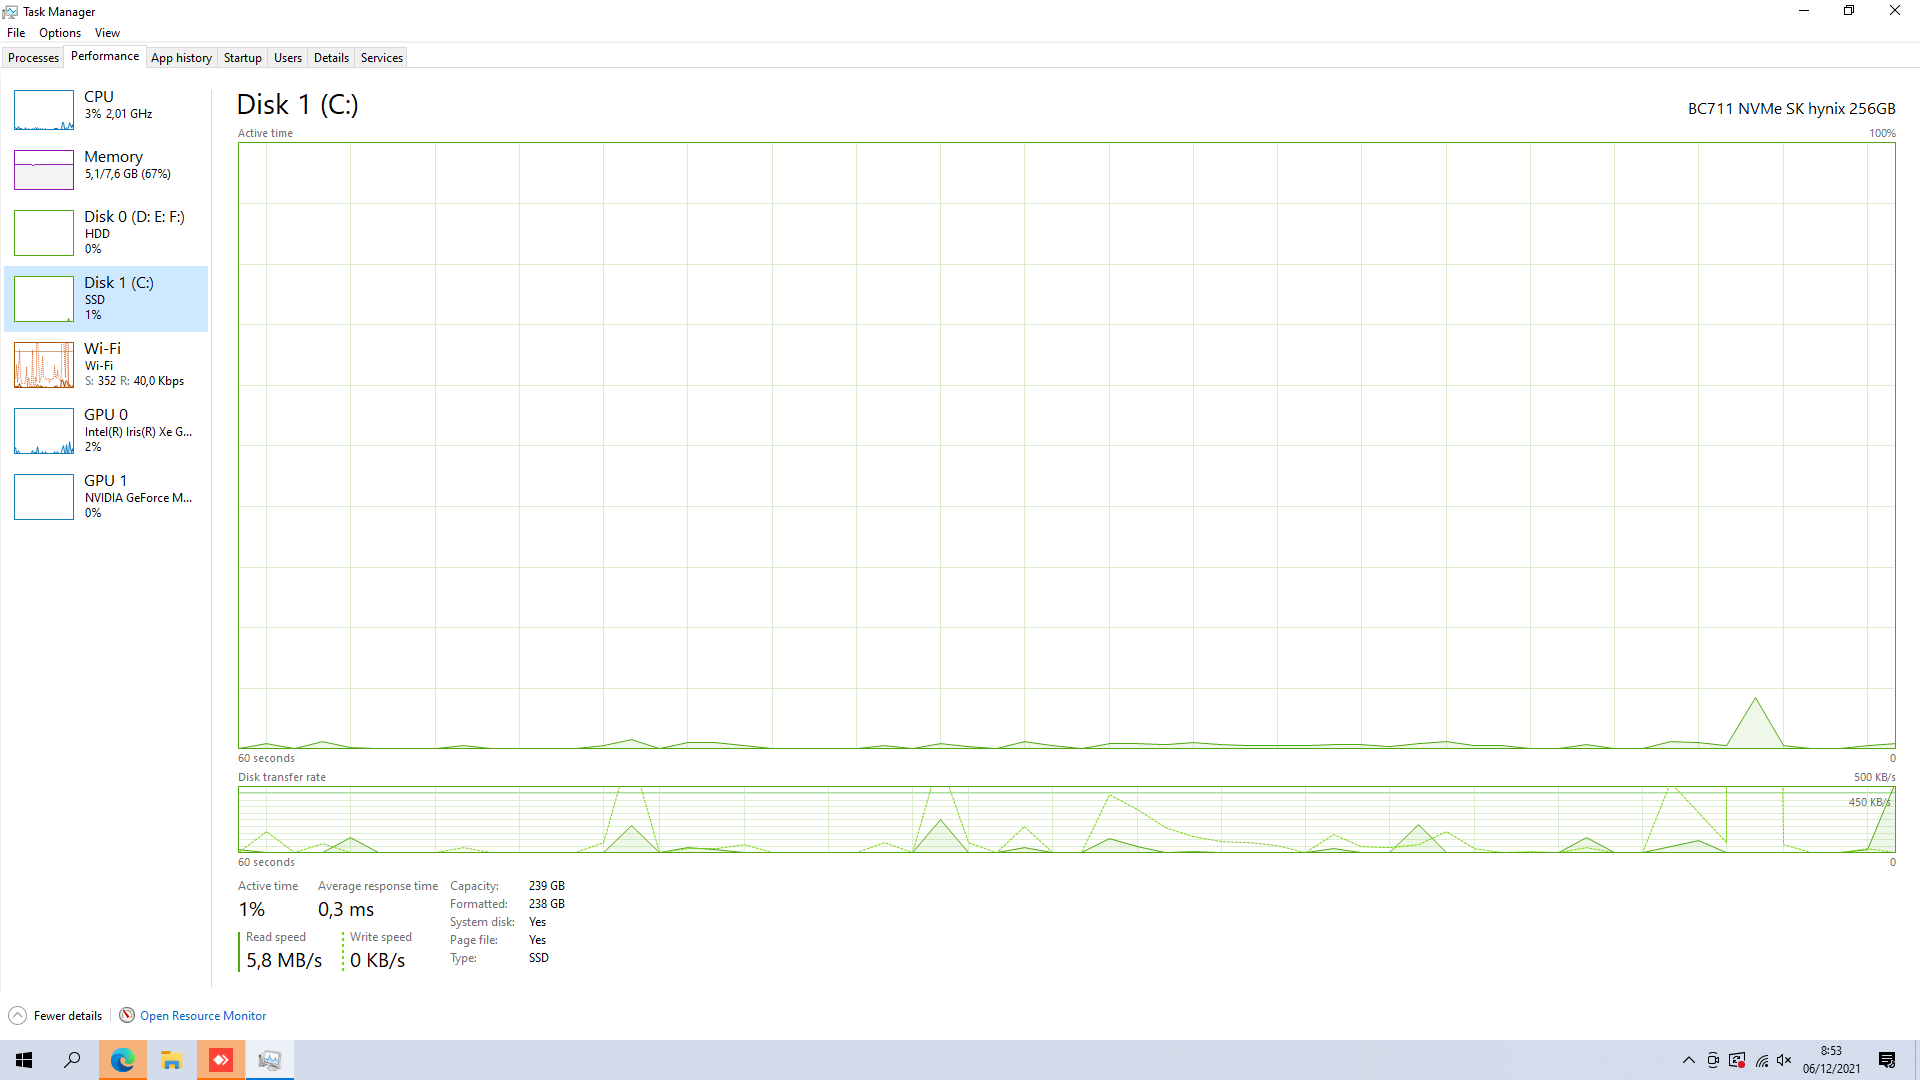 Task Manager
File Options View
Processes Performance App history Startup Users Details Services
CPU
3% 2,01 GHz
Memory
5,1/7,6 GB (67%)
Disk 0 (D: E: F:)
HDD
0%
Disk 1 (C:)
SSD
1%
Wi-Fi
Wi-Fi
S: 352 R: 40,0 Kbps
GPU 0
Intel(R) Iris(R) Xe G...
2%
GPU 1
NVIDIA GeForce M...
0%
Disk 1 (C:)
BC711 NVMe SK hynix 256GB
Active time 100%
60 seconds 0
Disk transfer rate 500 KB/s
450 KB/s
60 seconds 0
Active time Average response time
1% 0,3 ms
Read speed Write speed
5,8 MB/s 0 KB/s
Capacity: 239 GB
Formatted: 238 GB
System disk: Yes
Page file: Yes
Type: SSD
Fewer details Open Resource Monitor
8:53
06/12/2021